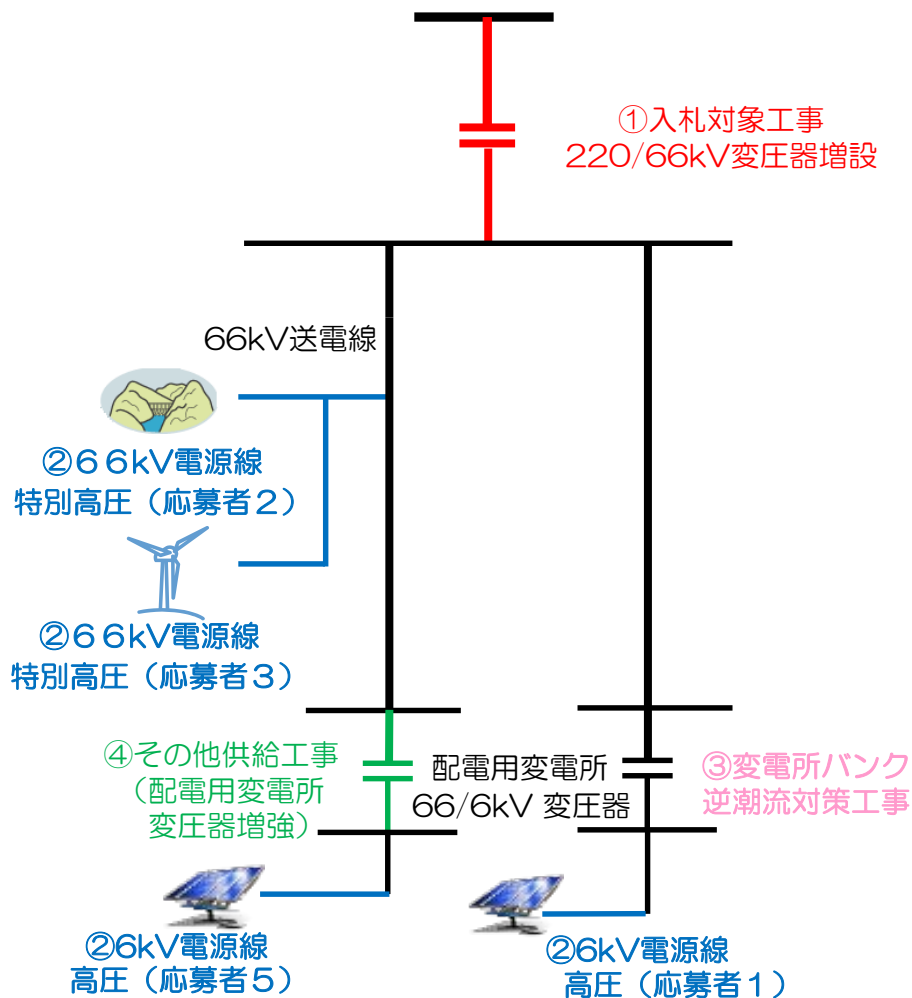 ①入札対象工事
220/66kV変圧器増設
66kV送電線
②66kV電源線
特別高圧（応募者2）
②66kV電源線
特別高圧（応募者3）
④その他供給工事
（配電用変電所
変圧器増強）
配電用変電所
66/6kV 変圧器
③変電所バンク
逆潮流対策工事
②6kV電源線
高圧（応募者5）
②6kV電源線
高圧（応募者1）